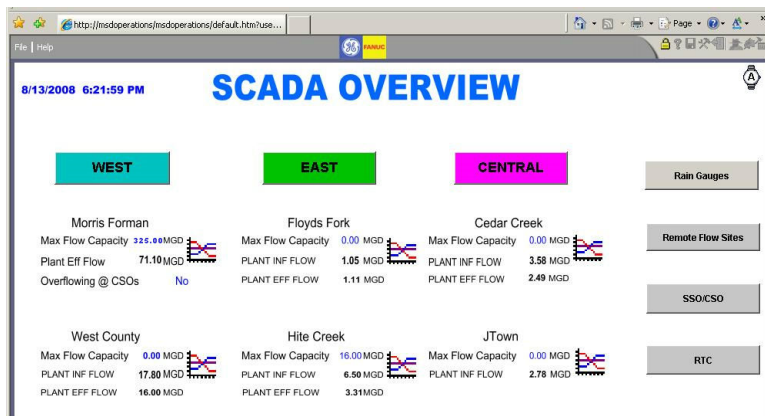 http://msdoperations/msdoperations/default.htm?use...
Page
File | Help
GE FANUC
8/13/2008 6:21:59 PM
SCADA OVERVIEW
A
WEST
EAST
CENTRAL
Rain Gauges
Remote Flow Sites
SSO/CSO
RTC
Morris Forman
Max Flow Capacity 325.00MGD
Plant Eff Flow 71.10MGD
Overflowing @ CSOs No
Floyds Fork
Max Flow Capacity 0.00 MGD
PLANT INF FLOW 1.05 MGD
PLANT EFF FLOW 1.11 MGD
Cedar Creek
Max Flow Capacity 0.00 MGD
PLANT INF FLOW 3.58 MGD
PLANT EFF FLOW 2.49 MGD
West County
Max Flow Capacity 0.00 MGD
PLANT INF FLOW 17.80 MGD
PLANT EFF FLOW 16.00 MGD
Hite Creek
Max Flow Capacity 16.00 MGD
PLANT INF FLOW 6.50 MGD
PLANT EFF FLOW 3.31MGD
JTown
Max Flow Capacity 0.00 MGD
PLANT INF FLOW 2.78 MGD